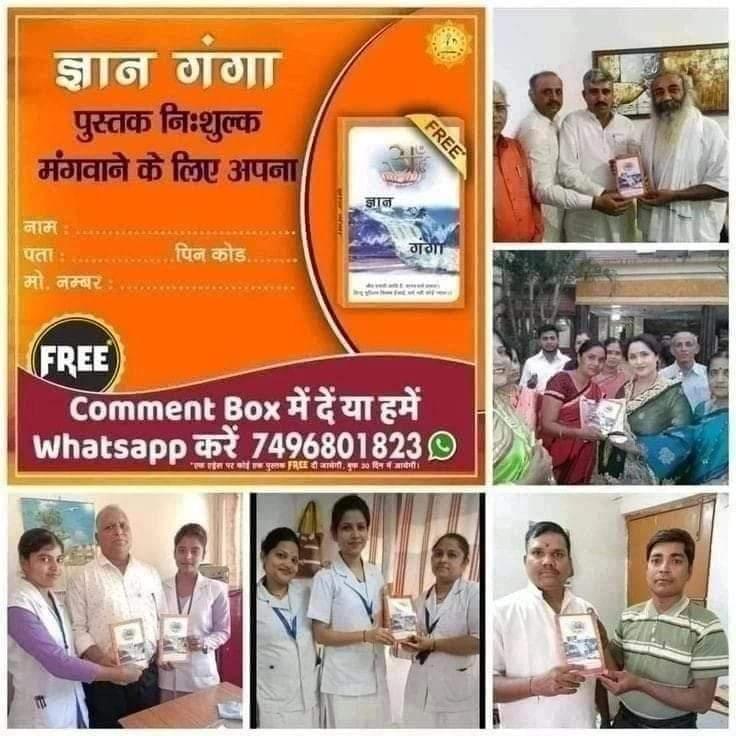 ज्ञान गंगा
पुस्तक निःशुल्क
मंगवाने के लिए अपना
नाम : ..............................................
पता : ....................पिन कोड........
मो. नम्बर : ...................................
FREE
ज्ञान
गंगा
FREE
Comment Box में दें या हमें
Whatsapp करें 7496801823
*एक एड्रेस पर कोई एक पुस्तक FREE दी जायेगी, बुक 30 दिन में आयेगी।